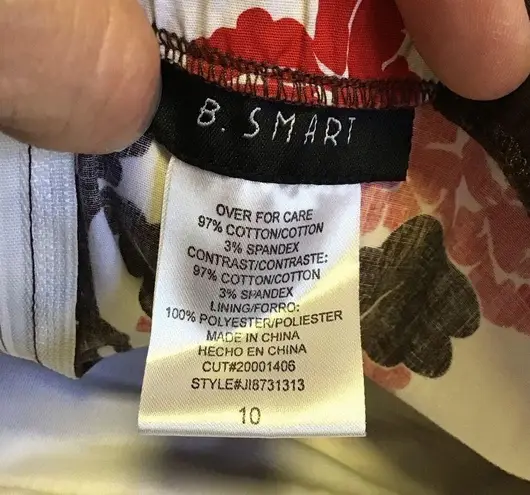 B. SMART
OVER FOR CARE
97% COTTON/COTTON
3% SPANDEX
CONTRAST/CONTRASTE:
97% COTTON/COTTON
3% SPANDEX
LINING/FORRO:
100% POLYESTER/POLIESTER
MADE IN CHINA
HECHO EN CHINA
CUT#20001406
STYLE#JI8731313
10